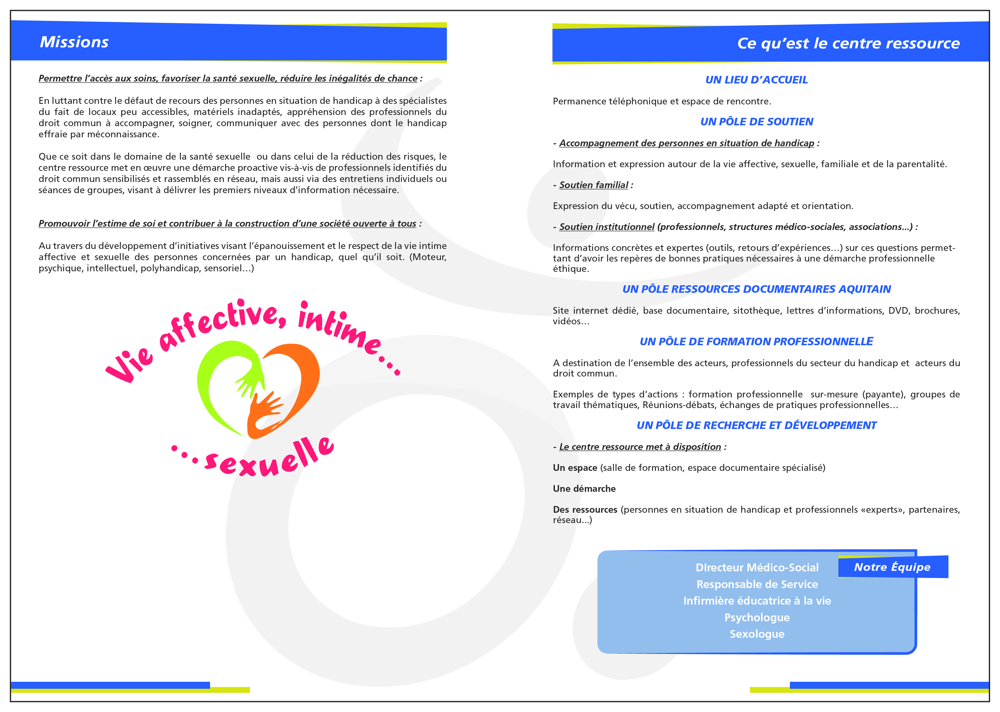 Missions
Permettre l’accès aux soins, favoriser la santé sexuelle, réduire les inégalités de chance :
En luttant contre le défaut de recours des personnes en situation de handicap à des spécialistes
du fait de locaux peu accessibles, matériels inadaptés, appréhension des professionnels du
droit commun à accompagner, soigner, communiquer avec des personnes dont le handicap
effraie par méconnaissance.
Que ce soit dans le domaine de la santé sexuelle  ou dans celui de la réduction des risques, le
centre ressource met en œuvre une démarche proactive vis-à-vis de professionnels identifiés du
droit commun sensibilisés et rassemblés en réseau, mais aussi via des entretiens individuels ou
séances de groupes, visant à délivrer les premiers niveaux d’information nécessaire.
Promouvoir l’estime de soi et contribuer à la construction d’une société ouverte à tous :
Au travers du développement d’initiatives visant l’épanouissement et le respect de la vie intime
affective et sexuelle des personnes concernées par un handicap, quel qu’il soit. (Moteur,
psychique, intellectuel, polyhandicap, sensoriel…)
Vie affective, intime...
...sexuelle
Ce qu’est le centre ressource
UN LIEU D’ACCUEIL
Permanence téléphonique et espace de rencontre.
UN PÔLE DE SOUTIEN
- Accompagnement des personnes en situation de handicap :
Information et expression autour de la vie affective, sexuelle, familiale et de la parentalité.
- Soutien familial :
Expression du vécu, soutien, accompagnement adapté et orientation.
- Soutien institutionnel (professionnels, structures médico-sociales, associations...) :
Informations concrètes et expertes (outils, retours d’expériences…) sur ces questions permet-
tant d’avoir les repères de bonnes pratiques nécessaires à une démarche professionnelle
éthique.
UN PÔLE RESSOURCES DOCUMENTAIRES AQUITAIN
Site internet dédié, base documentaire, sitothèque, lettres d’informations, DVD, brochures,
vidéos…
UN PÔLE DE FORMATION PROFESSIONNELLE
A destination de l’ensemble des acteurs, professionnels du secteur du handicap et  acteurs du
droit commun.
Exemples de types d’actions : formation professionnelle  sur-mesure (payante), groupes de
travail thématiques, Réunions-débats, échanges de pratiques professionnelles…
UN PÔLE DE RECHERCHE ET DÉVELOPPEMENT
- Le centre ressource met à disposition :
Un espace (salle de formation, espace documentaire spécialisé)
Une démarche
Des ressources (personnes en situation de handicap et professionnels «experts», partenaires,
réseau...)
Notre Équipe
DIrecteur Médico-Social
Responsable de Service
Infirmière éducatrice à la vie
Psychologue
Sexologue